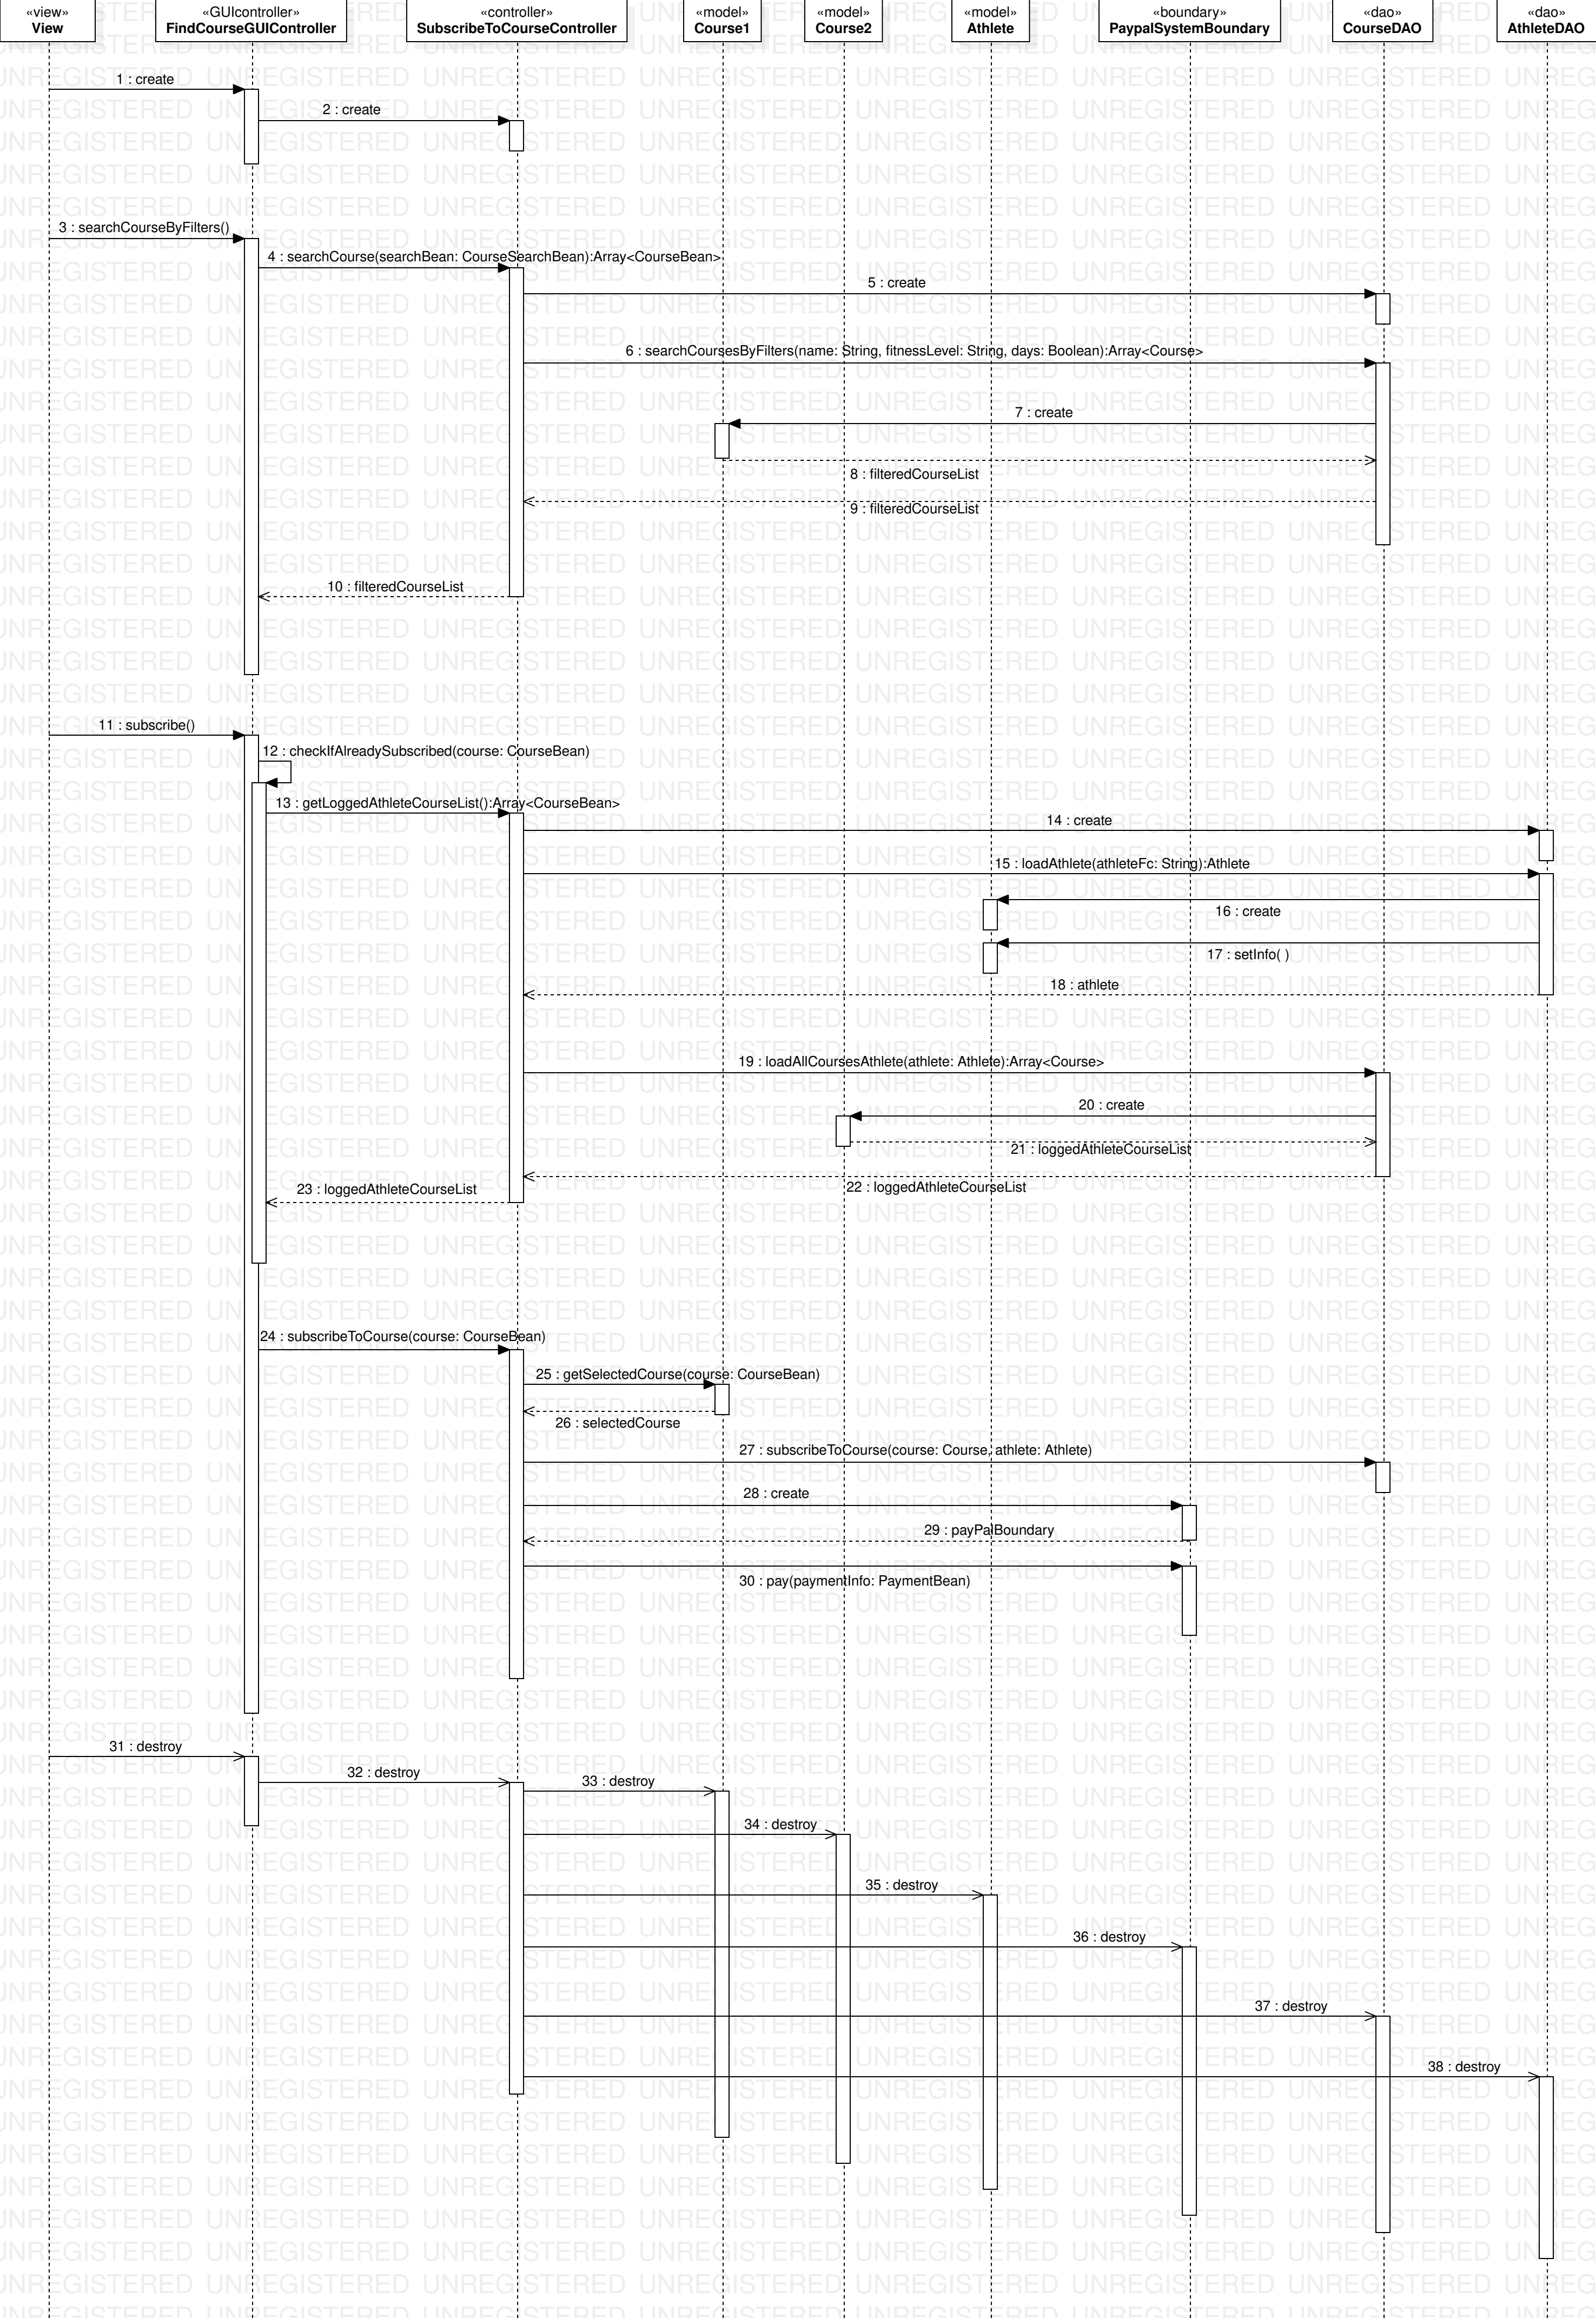 «view»
View
«GUIcontroller»
FindCourseGUIController
«controller»
SubscribeToCourseController
«model»
Course1
«model»
Course2
«model»
Athlete
«boundary»
PaypalSystemBoundary
«dao»
CourseDAO
«dao»
AthleteDAO
1 : create
2 : create
3 : searchCourseByFilters()
4 : searchCourse(searchBean: CourseSearchBean):Array<CourseBean>
5 : create
6 : searchCoursesByFilters(name: String, fitnessLevel: String, days: Boolean):Array<Course>
7 : create
8 : filteredCourseList
9 : filteredCourseList
10 : filteredCourseList
11 : subscribe()
12 : checkIfAlreadySubscribed(course: CourseBean)
13 : getLoggedAthleteCourseList():Array<CourseBean>
14 : create
15 : loadAthlete(athleteFc: String):Athlete
16 : create
17 : setInfo( )
18 : athlete
19 : loadAllCoursesAthlete(athlete: Athlete):Array<Course>
20 : create
21 : loggedAthleteCourseList
22 : loggedAthleteCourseList
23 : loggedAthleteCourseList
24 : subscribeToCourse(course: CourseBean)
25 : getSelectedCourse(course: CourseBean)
26 : selectedCourse
27 : subscribeToCourse(course: Course, athlete: Athlete)
28 : create
29 : payPalBoundary
30 : pay(paymentInfo: PaymentBean)
31 : destroy
32 : destroy
33 : destroy
34 : destroy
35 : destroy
36 : destroy
37 : destroy
38 : destroy
UNREGISTERED